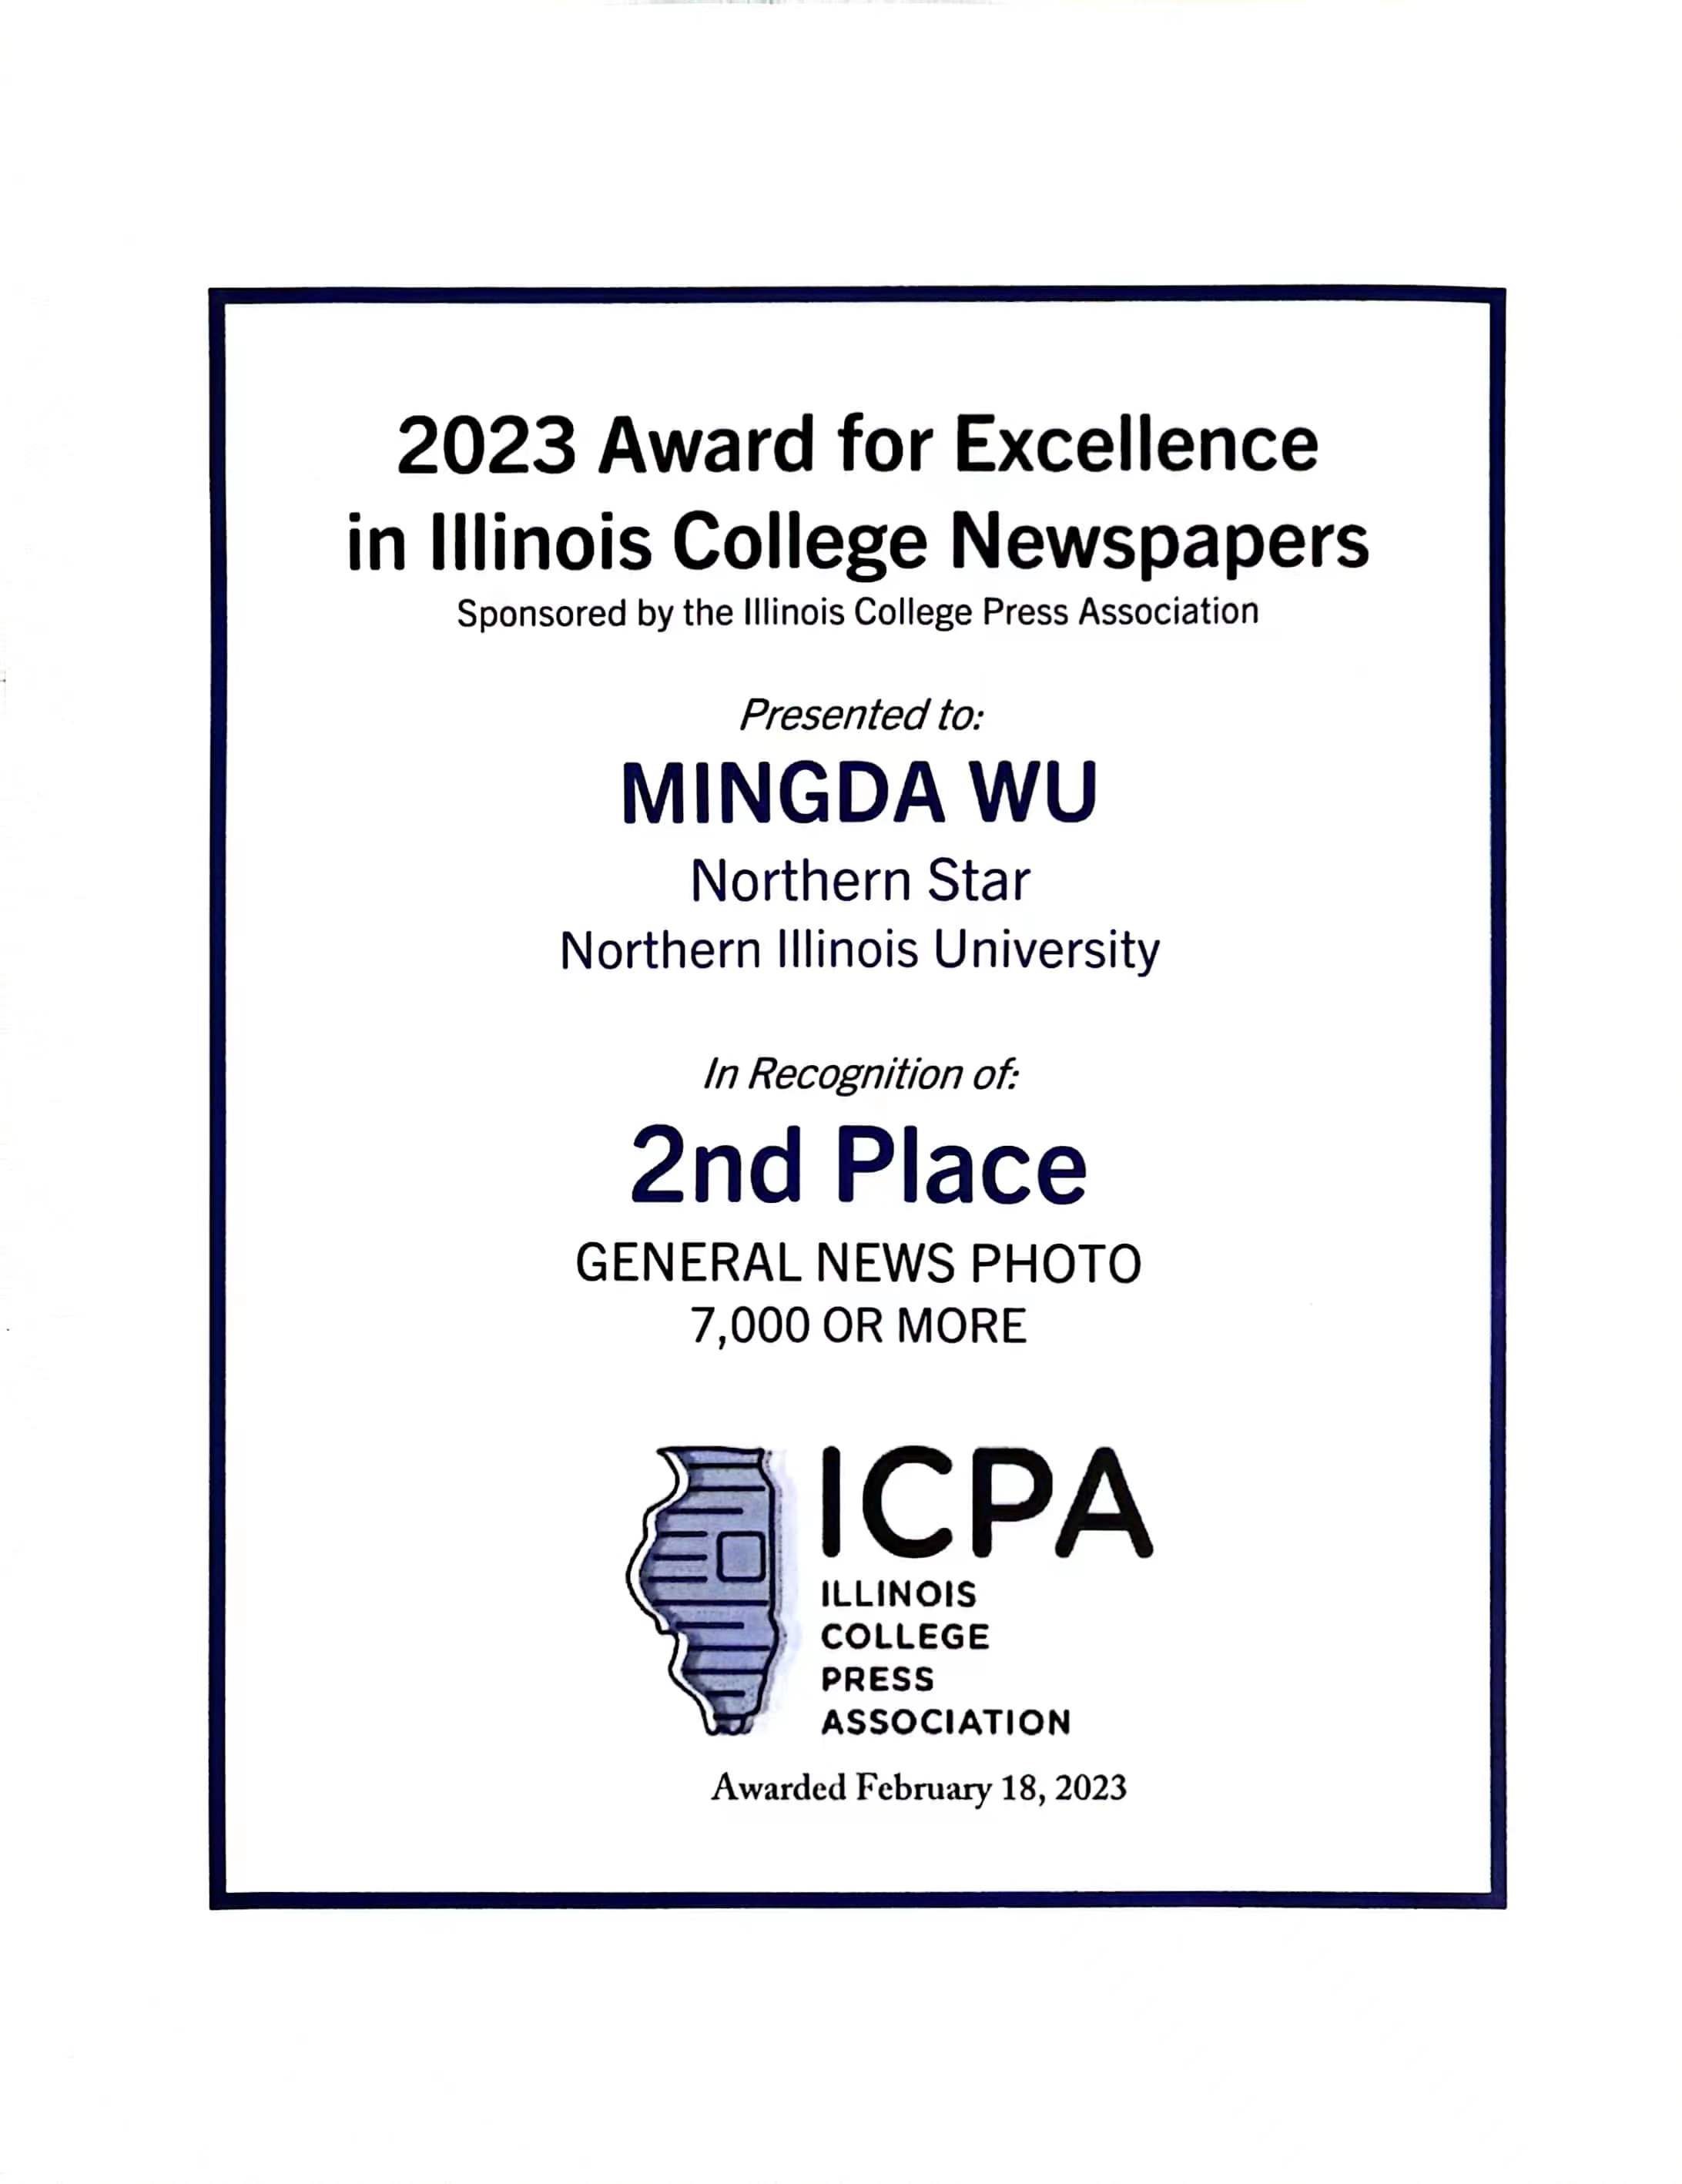 2023 Award for Excellence
in Illinois College Newspapers
Sponsored by the Illinois College Press Association
Presented to:
MINGDA WU
Northern Star
Northern Illinois University
In Recognition of:
2nd Place
GENERAL NEWS PHOTO
7,000 OR MORE
ICPA
ILLINOIS
COLLEGE
PRESS
ASSOCIATION
Awarded February 18, 2023